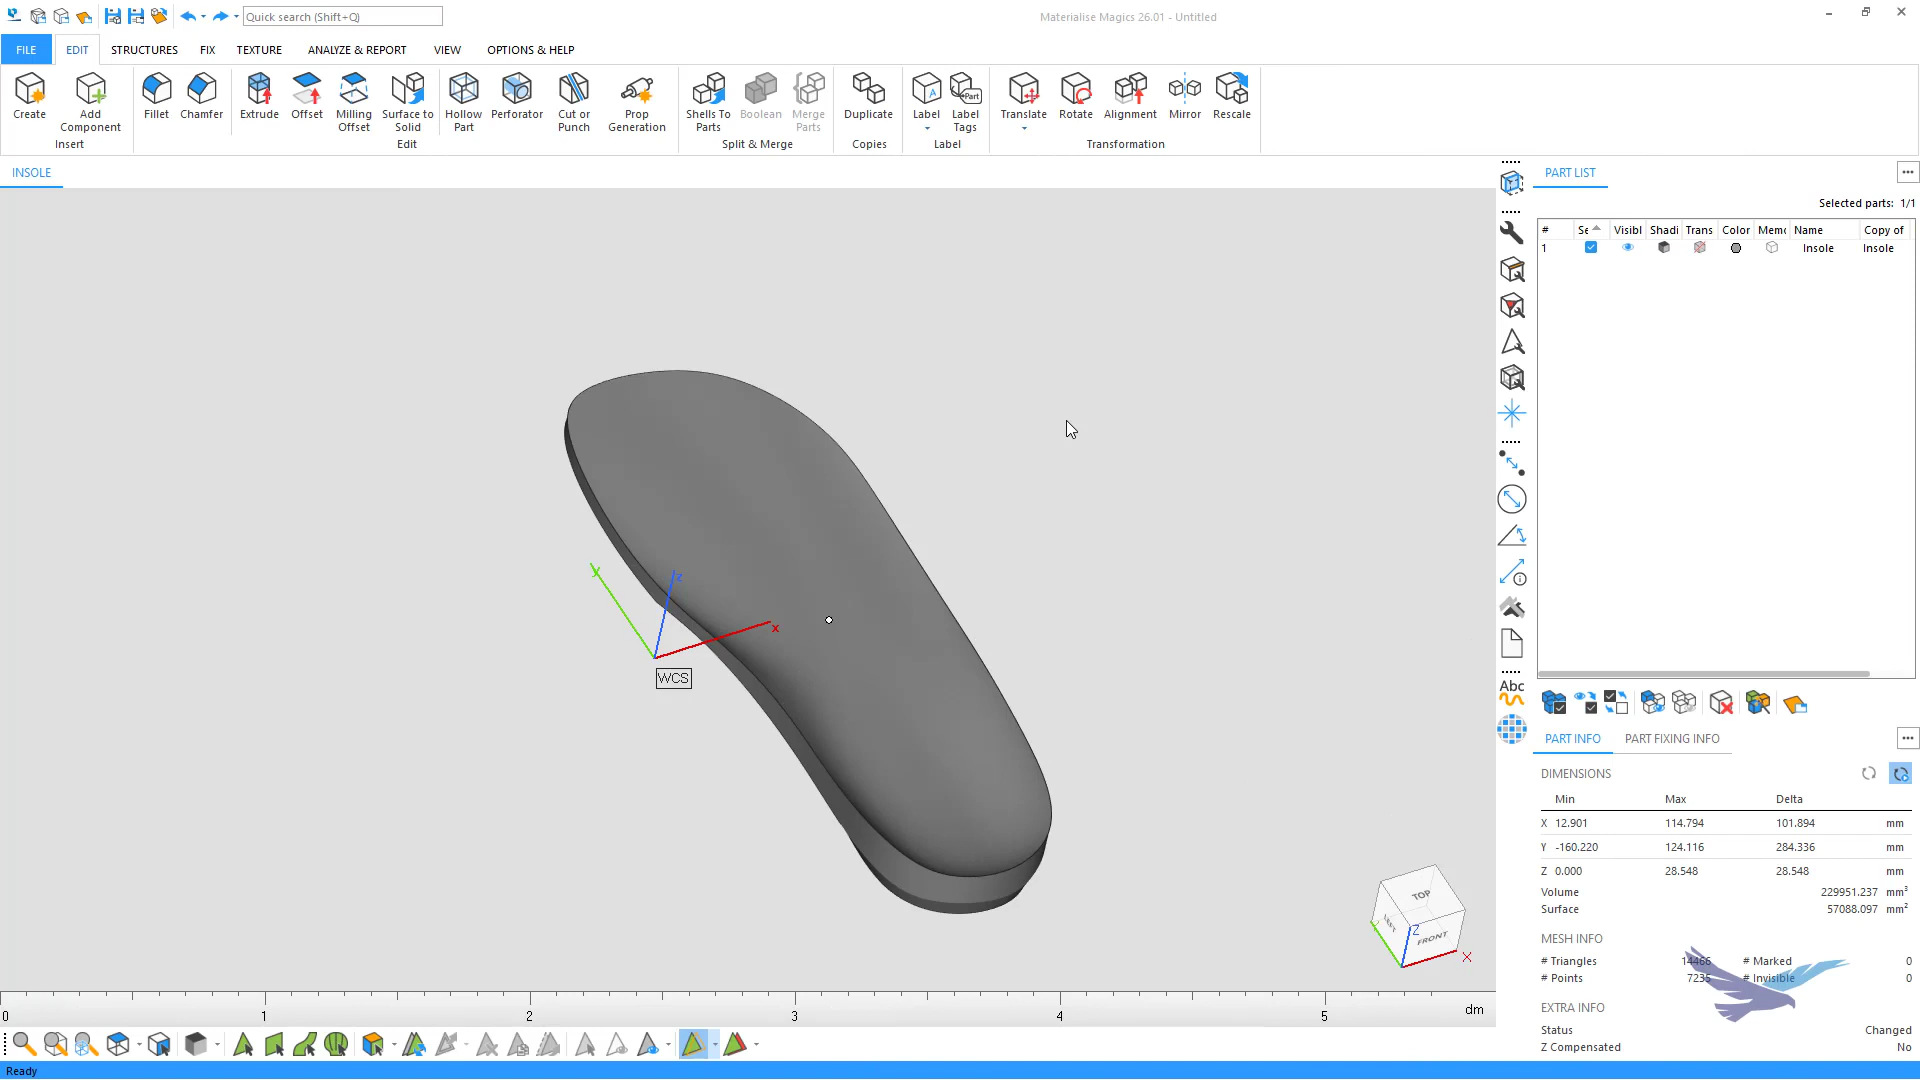 Quick search (Shift+Q)
Materialise Magics 26.01 - Untitled
FILE EDIT STRUCTURES FIX TEXTURE ANALYZE & REPORT VIEW OPTIONS & HELP
Create Add Component Fillet Chamfer Extrude Offset Milling Offset Surface to Solid Hollow Part Perforator Cut or Punch Prop Generation Shells To Parts Boolean Merge Parts Duplicate Label Label Tags Translate Rotate Alignment Mirror Rescale
Insert Edit Split & Merge Copies Label Transformation
INSOLE
PART LIST
Selected parts: 1/1
# Se Visibl Shadi Trans Color Memo Name Copy of
1 Insole Insole
y z x
WCS
Abc
PART INFO PART FIXING INFO
DIMENSIONS
Min Max Delta
X 12.901 114.794 101.894 mm
Y -160.220 124.116 284.336 mm
Z 0.000 28.548 28.548 mm
Volume 229951.237 mm³
Surface 57088.097 mm²
TOP
LEFT
FRONT
Y Z X
MESH INFO
# Triangles 14466 # Marked 0
# Points 7235 # Invisible 0
EXTRA INFO
Status Changed
Z Compensated No
0 1 2 3 4 5 dm
Ready